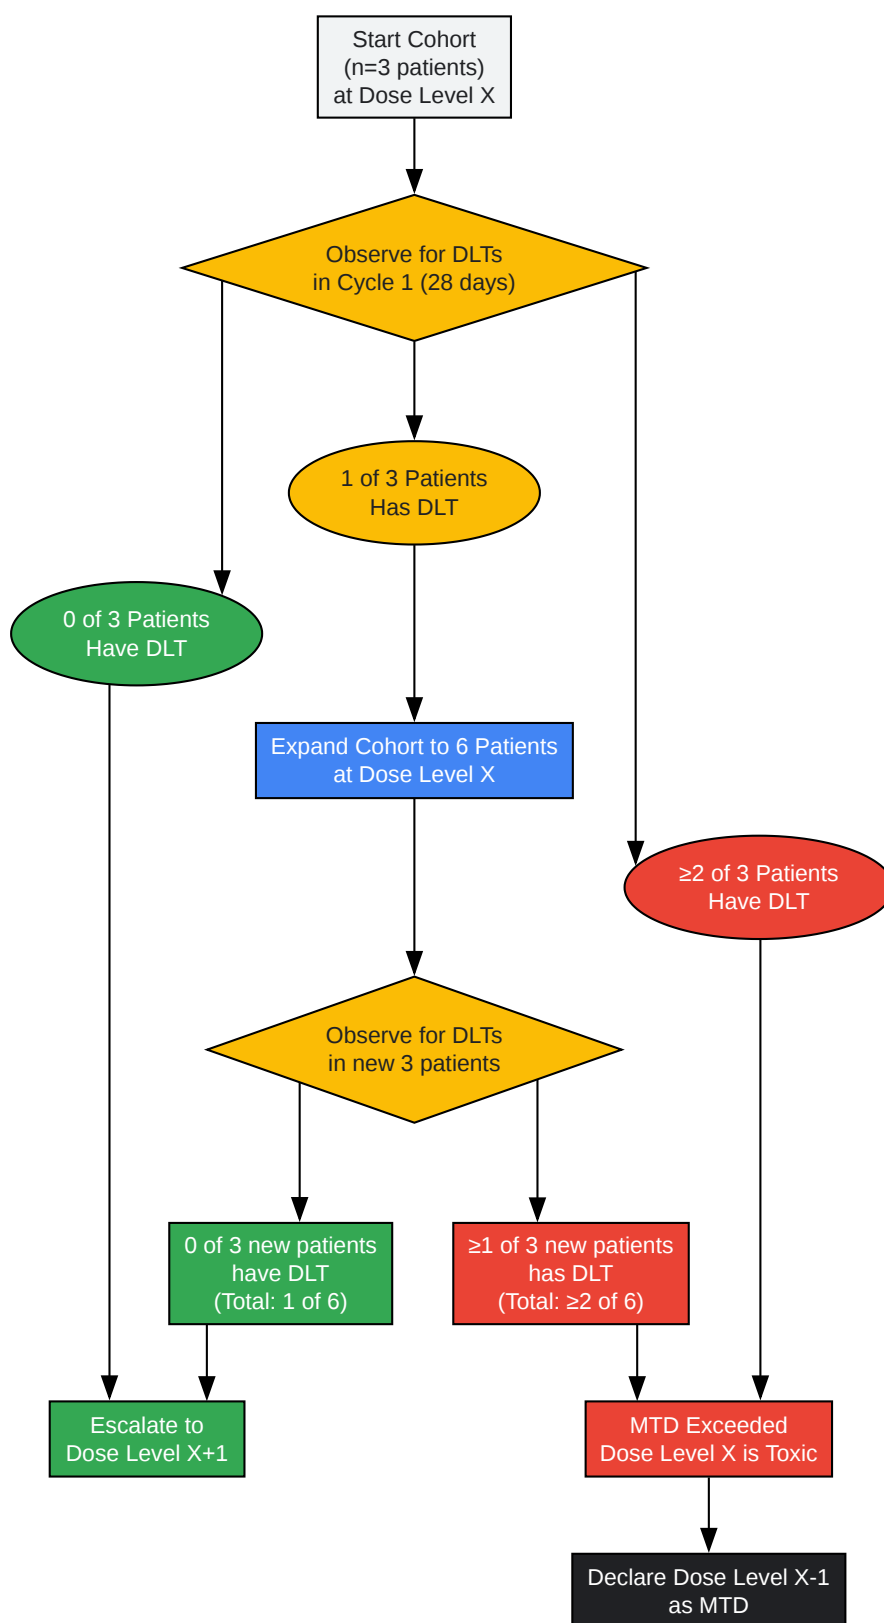 Start Cohort
(n=3 patients)
at Dose Level X
Observe for DLTs
in Cycle 1 (28 days)
1 of 3 Patients
Has DLT
0 of 3 Patients
Have DLT
Expand Cohort to 6 Patients
at Dose Level X
≥2 of 3 Patients
Have DLT
Observe for DLTs
in new 3 patients
0 of 3 new patients
have DLT
(Total: 1 of 6)
≥1 of 3 new patients
has DLT
(Total: ≥2 of 6)
Escalate to
Dose Level X+1
MTD Exceeded
Dose Level X is Toxic
Declare Dose Level X-1
as MTD